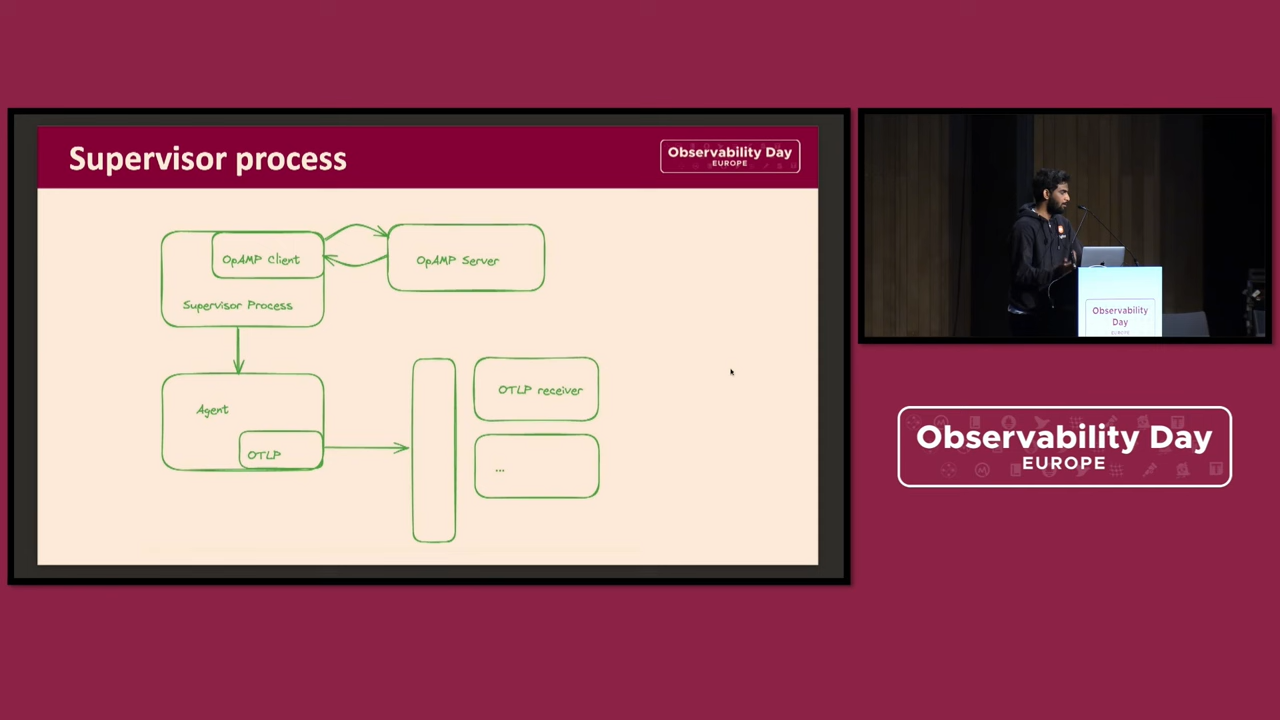 Supervisor process
Observability Day
EUROPE
OpAMP Client
OpAMP Server
Supervisor Process
Agent
OTLP receiver
OTLP
...
Observability
Day
EUROPE
Observability Day
EUROPE